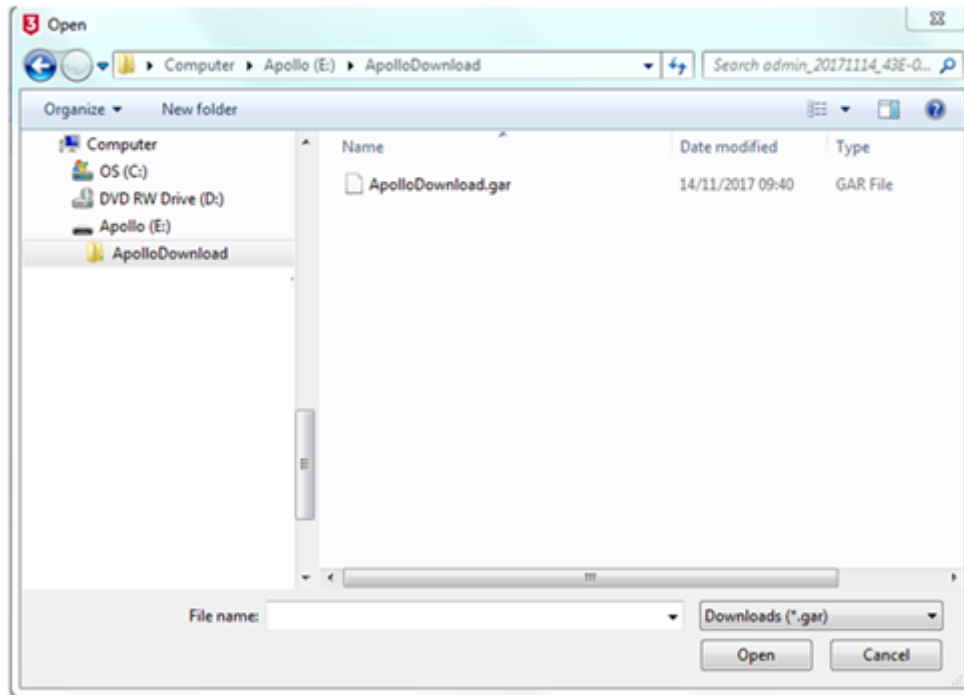 3 Open
Computer Apollo (E:) ApolloDownload Search admin_20171114_43E-0...
Organize New folder
Computer
OS (C:)
DVD RW Drive (D:)
Apollo (E:)
ApolloDownload
Name Date modified Type
ApolloDownload.gar 14/11/2017 09:40 GAR File
File name: Downloads (*.gar)
Open Cancel